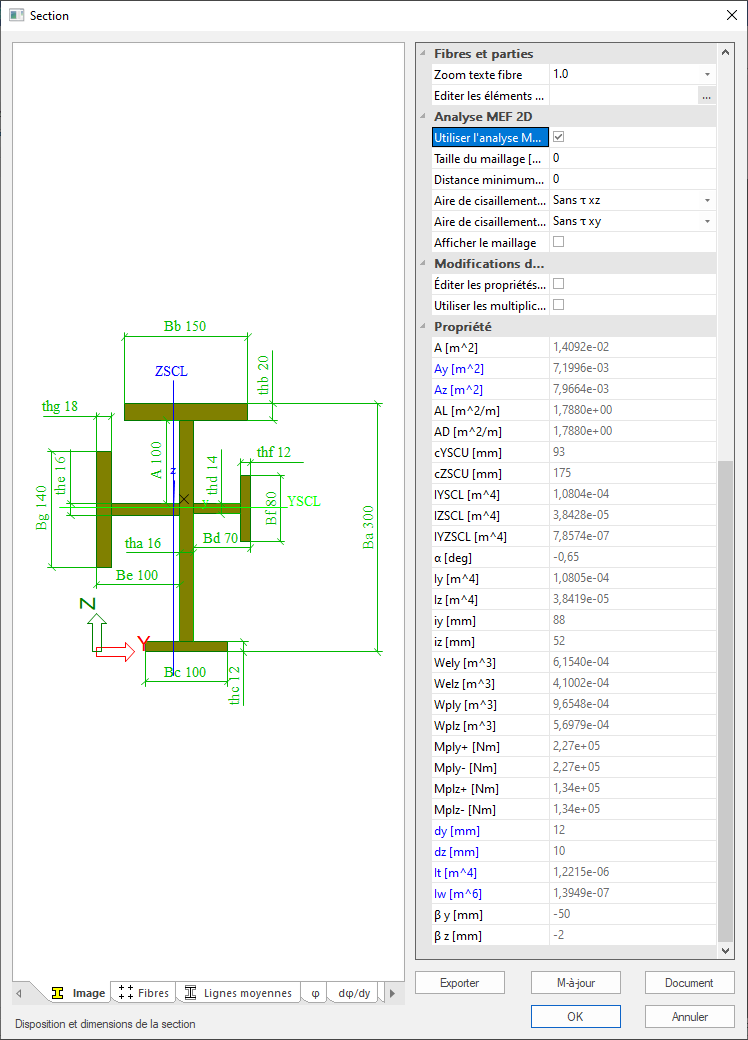 Section
Bb 150
ZSCL
thb 20
thg 18
A 100
thf 12
the 16
thd 14
z
y
YSCL
Bg 140
Bf 80
Ba 300
tha 16
Bd 70
Be 100
Z
Y
Bc 100
thc 12
Image
Fibres
Lignes moyennes
φ
dφ/dy
Disposition et dimensions de la section
Fibres et parties
Zoom texte fibre 1.0
Editer les éléments ... ...
Analyse MEF 2D
Utiliser l'analyse M...
Taille du maillage [... 0
Distance minimum... 0
Aire de cisaillement... Sans τ xz
Aire de cisaillement... Sans τ xy
Afficher le maillage
Modifications d...
Éditer les propriétés...
Utiliser les multiplic...
Propriété
A [m^2] 1,4092e-02
Ay [m^2] 7,1996e-03
Az [m^2] 7,9664e-03
AL [m^2/m] 1,7880e+00
AD [m^2/m] 1,7880e+00
cYSCU [mm] 93
cZSCU [mm] 175
IYSCL [m^4] 1,0804e-04
IZSCL [m^4] 3,8428e-05
IYZSCL [m^4] 7,8574e-07
α [deg] -0,65
Iy [m^4] 1,0805e-04
Iz [m^4] 3,8419e-05
iy [mm] 88
iz [mm] 52
Wely [m^3] 6,1540e-04
Welz [m^3] 4,1002e-04
Wply [m^3] 9,6548e-04
Wplz [m^3] 5,6979e-04
Mply+ [Nm] 2,27e+05
Mply- [Nm] 2,27e+05
Mplz+ [Nm] 1,34e+05
Mplz- [Nm] 1,34e+05
dy [mm] 12
dz [mm] 10
It [m^4] 1,2215e-06
Iw [m^6] 1,3949e-07
β y [mm] -50
β z [mm] -2
Exporter
M-à-jour
Document
OK
Annuler